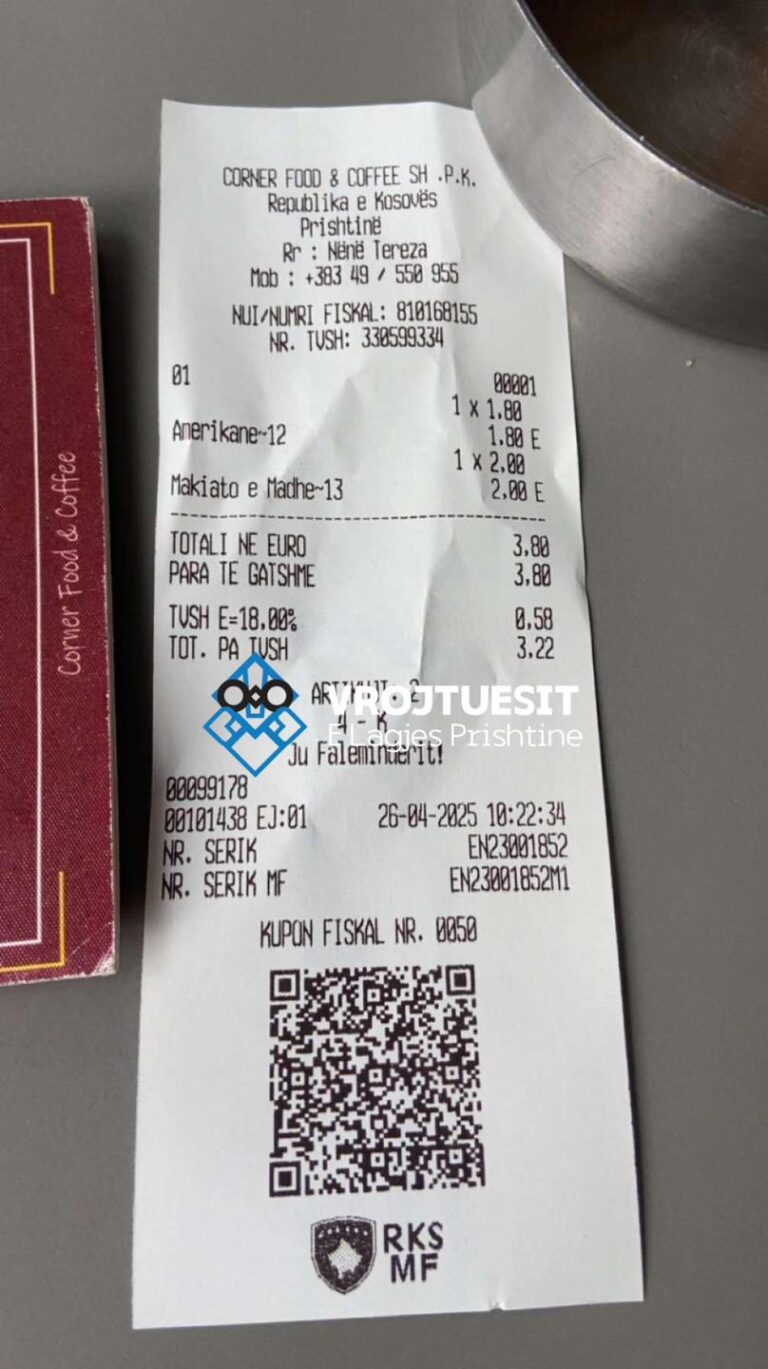 CORNER FOOD & COFFEE SH .P.K.
Republika e Kosovës
Prishtinë
Rr : Nënë Tereza
Mob : +383 49 / 550 955
NUI/NUMRI FISKAL: 810168155
NR. TVSH: 330599334
01 00001
1 x 1.80
Amerikane~12 1.80 E
1 x 2.00
Makiato e Madhe~13 2.00 E
TOTALI NE EURO 3.80
PARA TE GATSHME 3.80
TVSH E=18.00% 0.58
TOT. PA TVSH 3.22
ARTIKUJT: 2
4 - K
Ju Faleminderit!
VROJTUESIT
E Lagjes Prishtine
00099178
00101438 EJ:01 26-04-2025 10:22:34
NR. SERIK EN23001852
NR. SERIK MF EN23001852M1
KUPON FISKAL NR. 0050
RKS
MF
Corner Food & Coffee